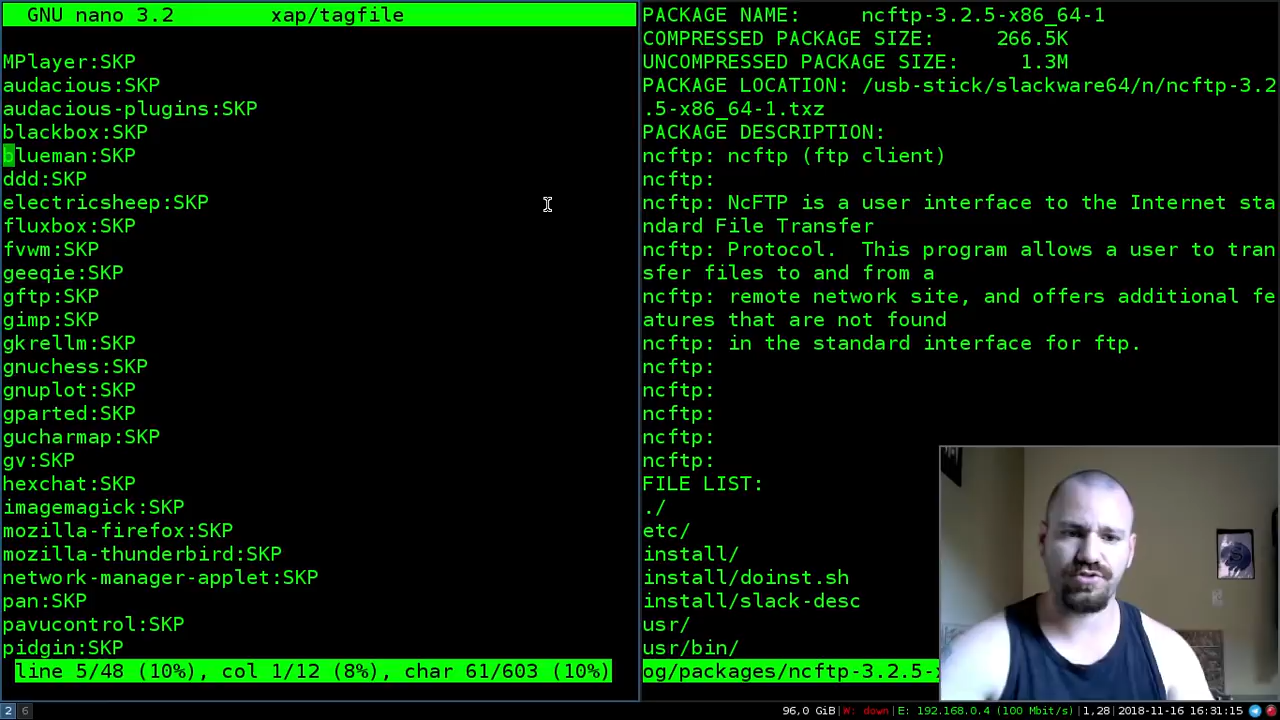 GNU nano 3.2 xap/tagfile
MPlayer:SKP
audacious:SKP
audacious-plugins:SKP
blackbox:SKP
blueman:SKP
ddd:SKP
electricsheep:SKP
fluxbox:SKP
fvwm:SKP
geeqie:SKP
gftp:SKP
gimp:SKP
gkrellm:SKP
gnuchess:SKP
gnuplot:SKP
gparted:SKP
gucharmap:SKP
gv:SKP
hexchat:SKP
imagemagick:SKP
mozilla-firefox:SKP
mozilla-thunderbird:SKP
network-manager-applet:SKP
pan:SKP
pavucontrol:SKP
pidgin:SKP
line 5/48 (10%), col 1/12 (8%), char 61/603 (10%)
PACKAGE NAME: ncftp-3.2.5-x86_64-1
COMPRESSED PACKAGE SIZE: 266.5K
UNCOMPRESSED PACKAGE SIZE: 1.3M
PACKAGE LOCATION: /usb-stick/slackware64/n/ncftp-3.2
.5-x86_64-1.txz
PACKAGE DESCRIPTION:
ncftp: ncftp (ftp client)
ncftp:
ncftp: NcFTP is a user interface to the Internet sta
ndard File Transfer
ncftp: Protocol. This program allows a user to tran
sfer files to and from a
ncftp: remote network site, and offers additional fe
atures that are not found
ncftp: in the standard interface for ftp.
ncftp:
ncftp:
ncftp:
ncftp:
ncftp:
FILE LIST:
./
etc/
install/
install/doinst.sh
install/slack-desc
usr/
usr/bin/
og/packages/ncftp-3.2.5-
2 6 96,0 GiB|W: down|E: 192.168.0.4 (100 Mbit/s)|1,28|2018-11-16 16:31:15